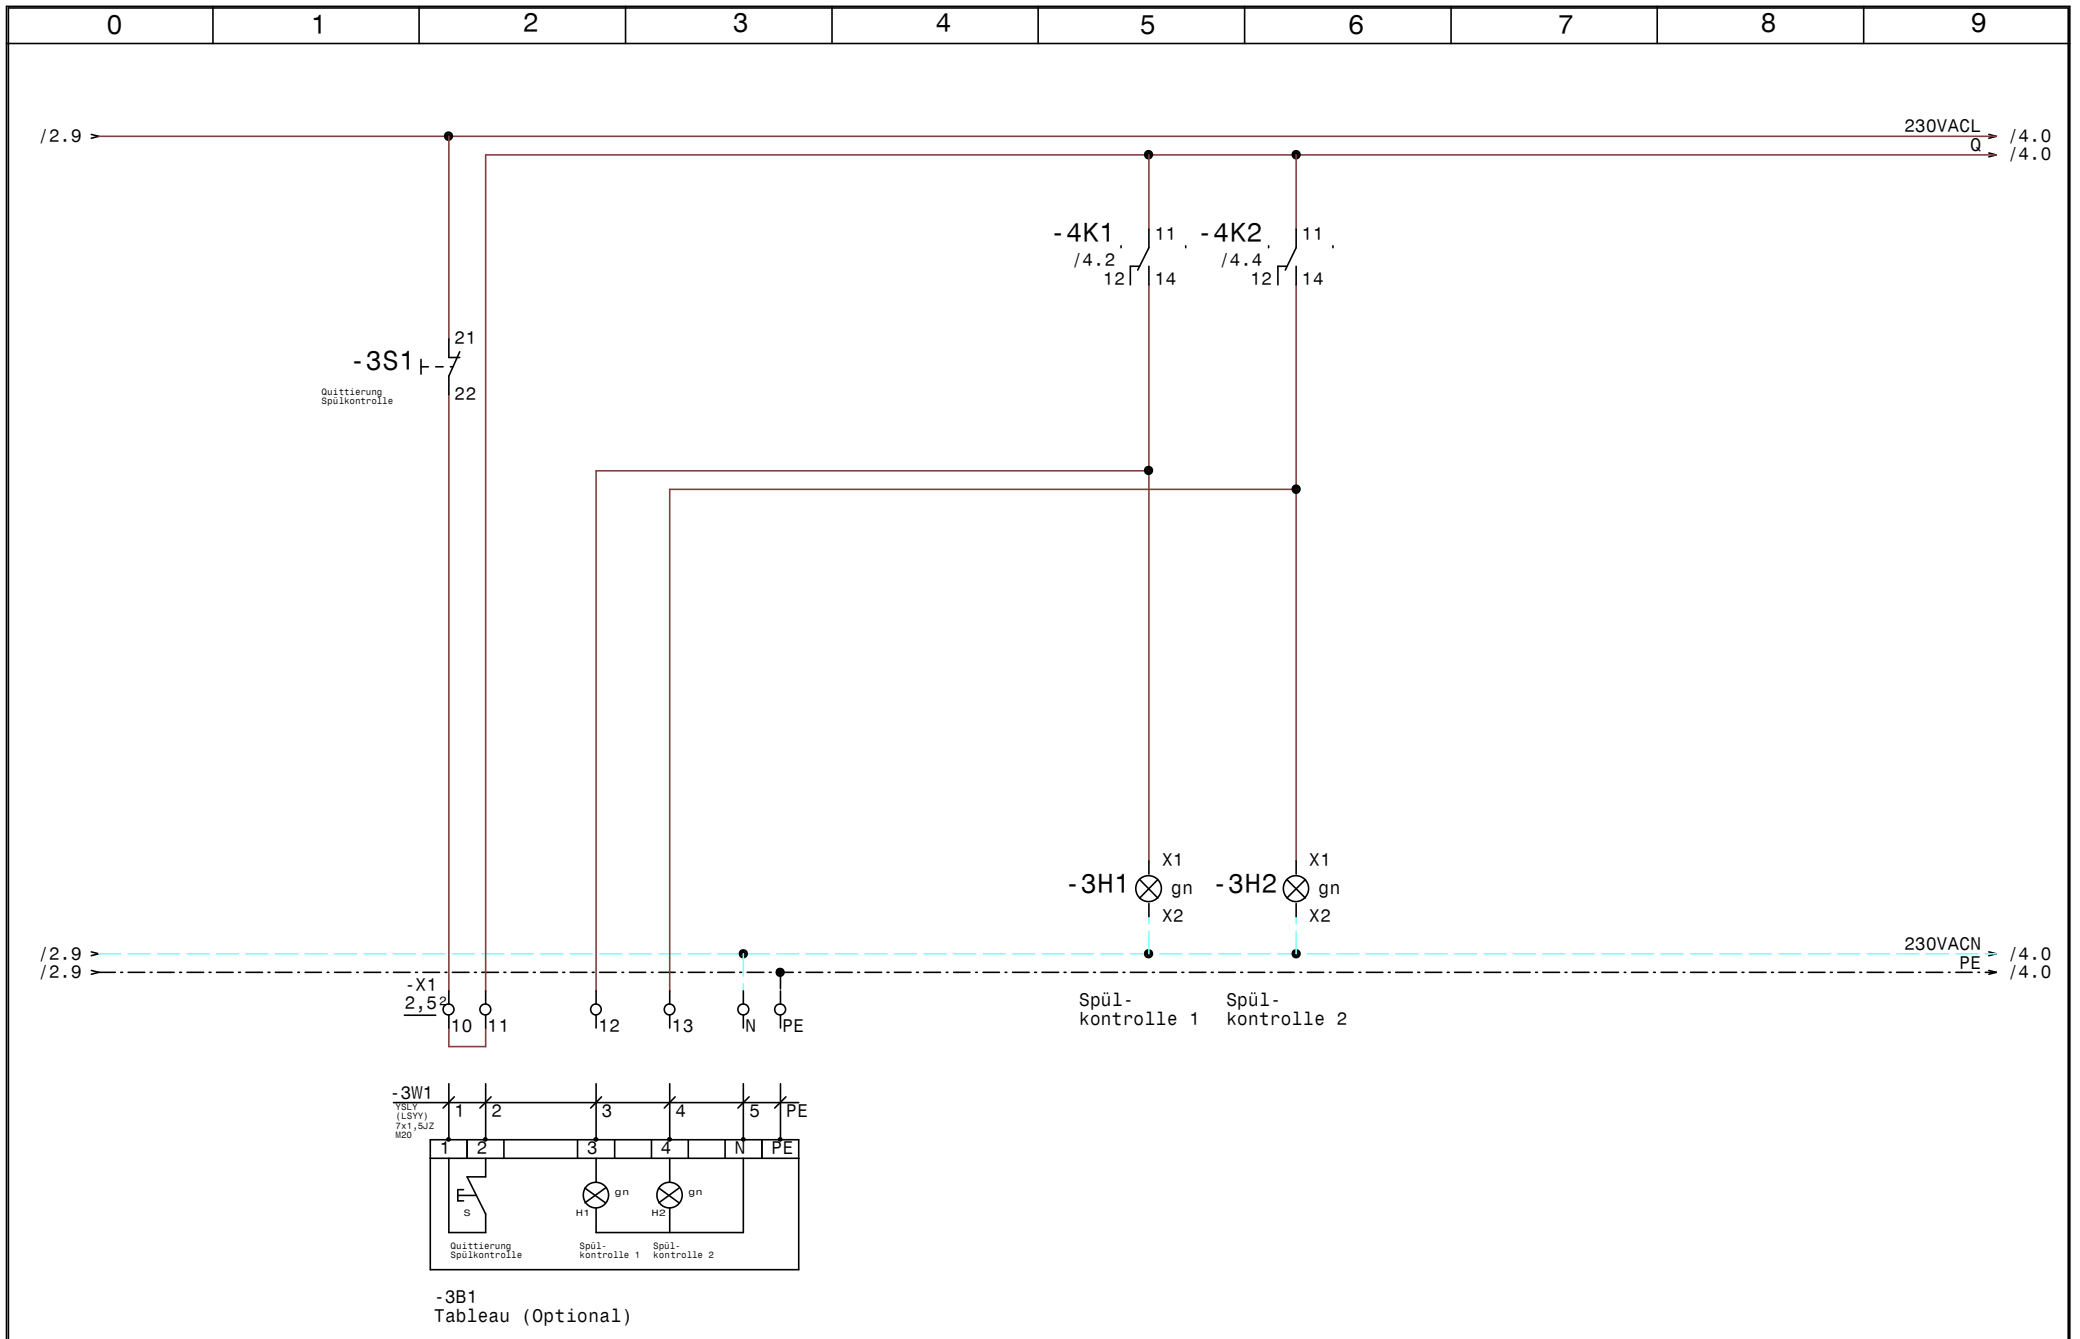 0 1 2 3 4 5 6 7 8 9
/2.9 230VACL /4.0
Q /4.0
-4K1 11 -4K2 11
/4.2 /4.4
12 14 12 14
21
-3S1
22
Quittierung
Spülkontrolle
X1 X1
-3H1 gn -3H2 gn
X2 X2
/2.9 230VACN /4.0
/2.9 PE /4.0
-X1
2,5²
10 11 12 13 N PE
Spül-
kontrolle 1
Spül-
kontrolle 2
-3W1
YSLY
(LSYY)
7x1,5JZ
M20
1 2 3 4 5 PE
1 2 3 4 N PE
gn gn
S H1 H2
Quittierung
Spülkontrolle
Spül-
kontrolle 1
Spül-
kontrolle 2
-3B1
Tableau (Optional)